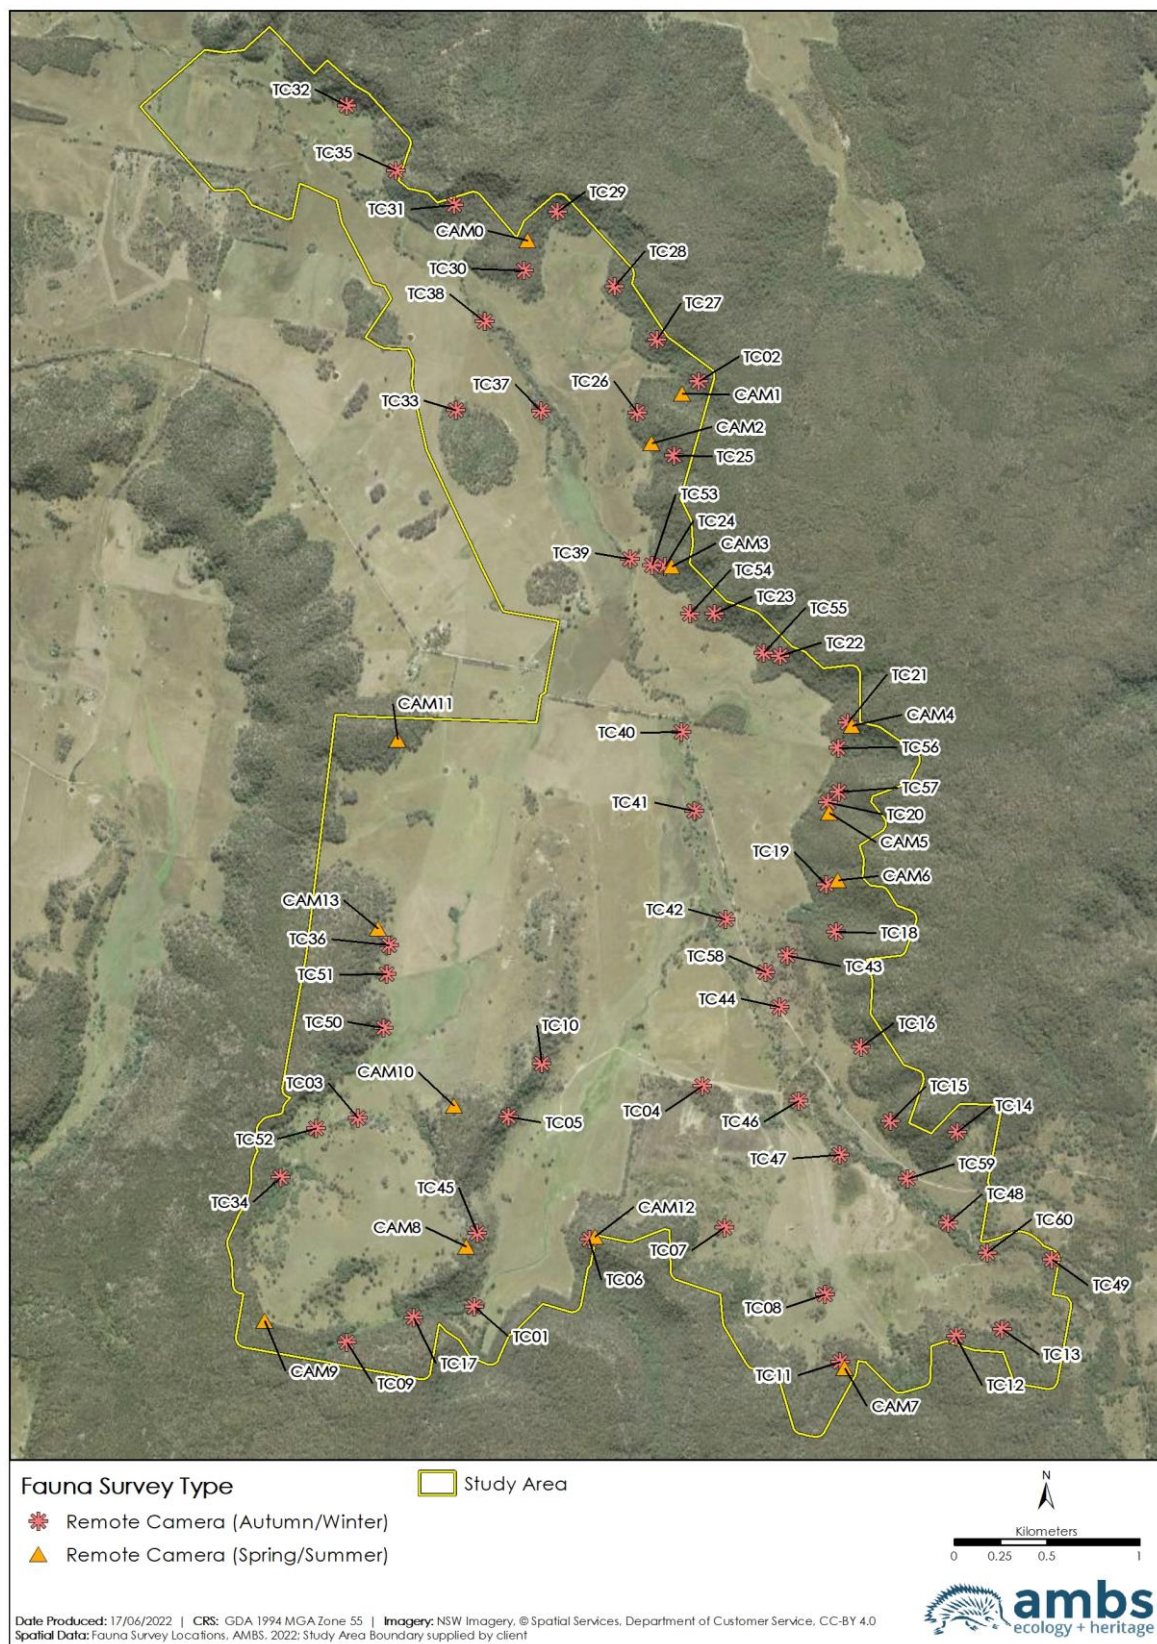 TC32
TC35
TC29
TC31
CAM0
TC28
TC30
TC38
TC27
TC02
TC37
TC26
CAM1
TC33
CAM2
TC25
TC53
TC24
CAM3
TC39
TC54
TC23
TC55
TC22
TC21
CAM11
CAM4
TC40
TC56
TC57
TC41
TC20
CAM5
TC19
CAM6
CAM13
TC42
TC18
TC36
TC58
TC43
TC51
TC44
TC50
TC10
TC16
CAM10
TC03
TC15
TC14
TC04
TC46
TC05
TC52
TC47
TC59
TC45
TC34
TC48
CAM12
TC60
CAM8
TC07
TC06
TC49
TC08
TC01
TC17
TC13
CAM9
TC09
TC11
TC12
CAM7
Fauna Survey Type
Study Area
Remote Camera (Autumn/Winter)
Remote Camera (Spring/Summer)
N
Kilometers
0 0.25 0.5 1
ambs
ecology + heritage
Date Produced: 17/06/2022 | CRS: GDA 1994 MGA Zone 55 | Imagery: NSW Imagery, © Spatial Services, Department of Customer Service, CC-BY 4.0
Spatial Data: Fauna Survey Locations, AMBS, 2022; Study Area Boundary supplied by client